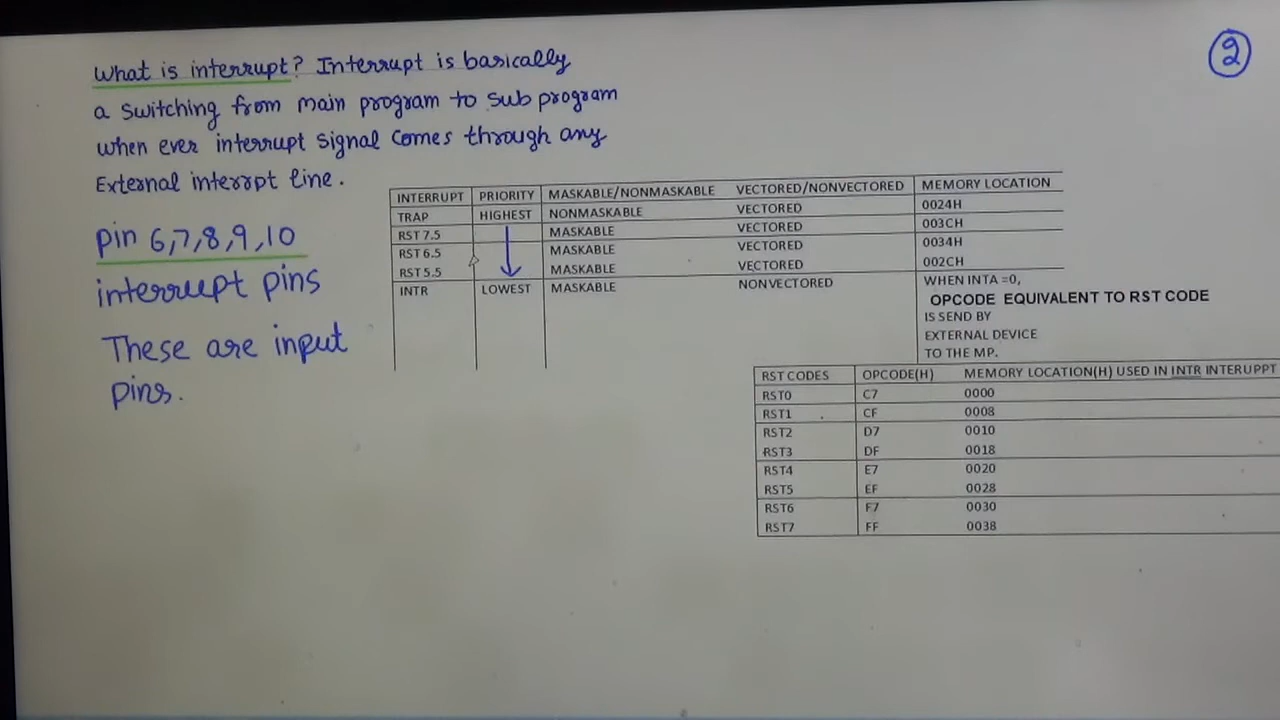 2
What is interrupt? Interrupt is basically
a switching from main program to sub program
when ever interrupt signal comes through any
External interrpt line.
pin 6,7,8,9,10
interrupt pins
These are input
pins.
INTERRUPT PRIORITY MASKABLE/NONMASKABLE VECTORED/NONVECTORED MEMORY LOCATION
TRAP HIGHEST NONMASKABLE VECTORED 0024H
RST 7.5 MASKABLE VECTORED 003CH
RST 6.5 MASKABLE VECTORED 0034H
RST 5.5 MASKABLE VECTORED 002CH
INTR LOWEST MASKABLE NONVECTORED WHEN INTA =0,
OPCODE EQUIVALENT TO RST CODE
IS SEND BY
EXTERNAL DEVICE
TO THE MP.
RST CODES OPCODE(H) MEMORY LOCATION(H) USED IN INTR INTERUPPT
RST0 C7 0000
RST1 CF 0008
RST2 D7 0010
RST3 DF 0018
RST4 E7 0020
RST5 EF 0028
RST6 F7 0030
RST7 FF 0038